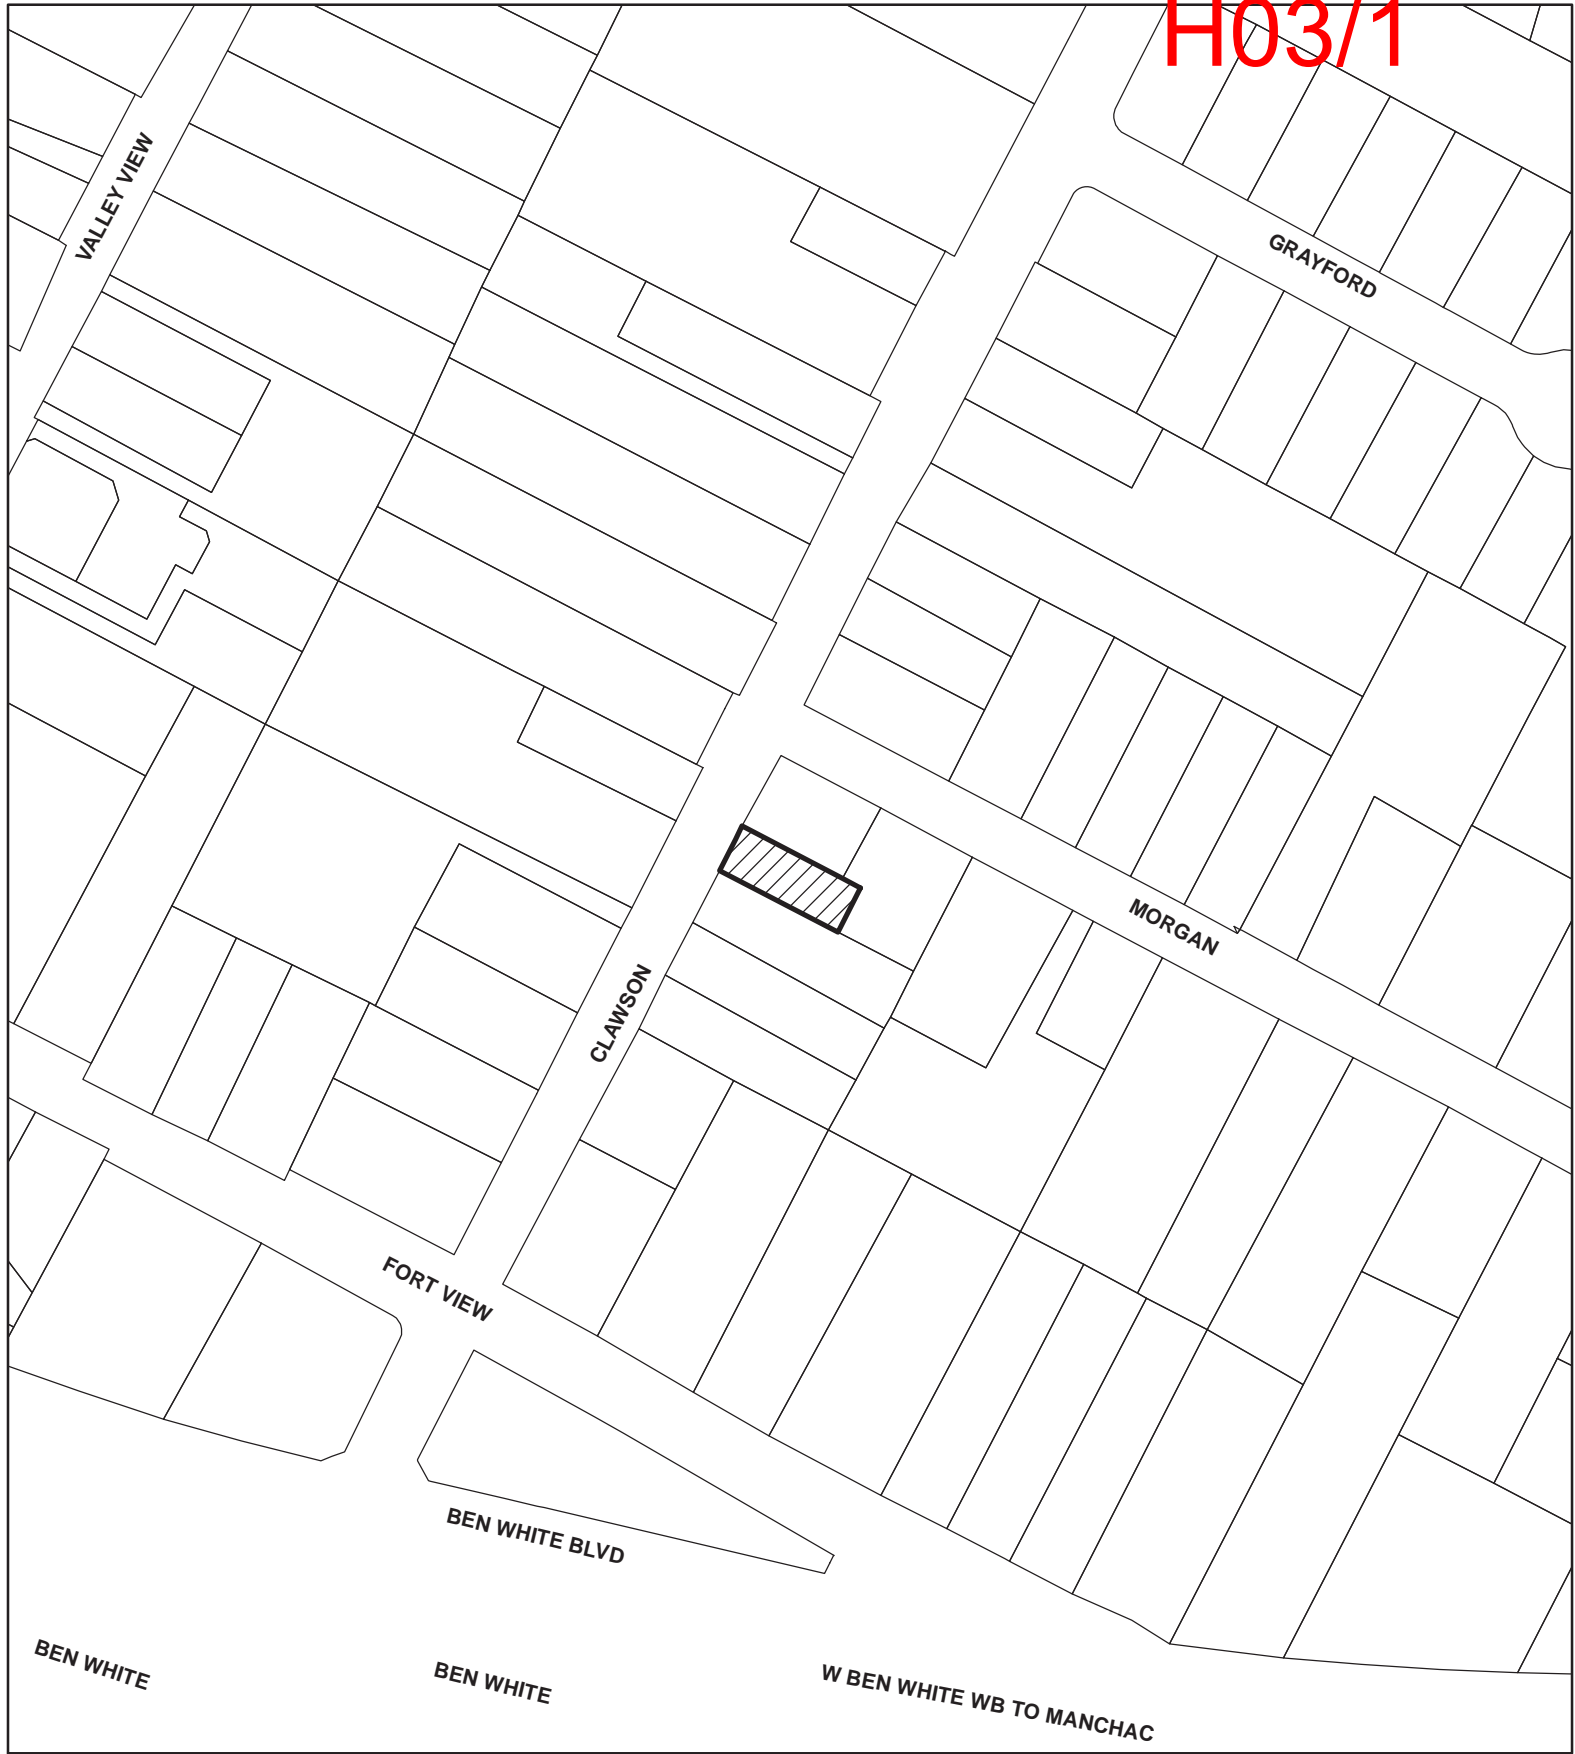 H03/1
VALLEY VIEW
GRAYFORD
MORGAN
CLAWSON
FORT VIEW
BEN WHITE BLVD
BEN WHITE
BEN WHITE
W BEN WHITE WB TO MANCHAC